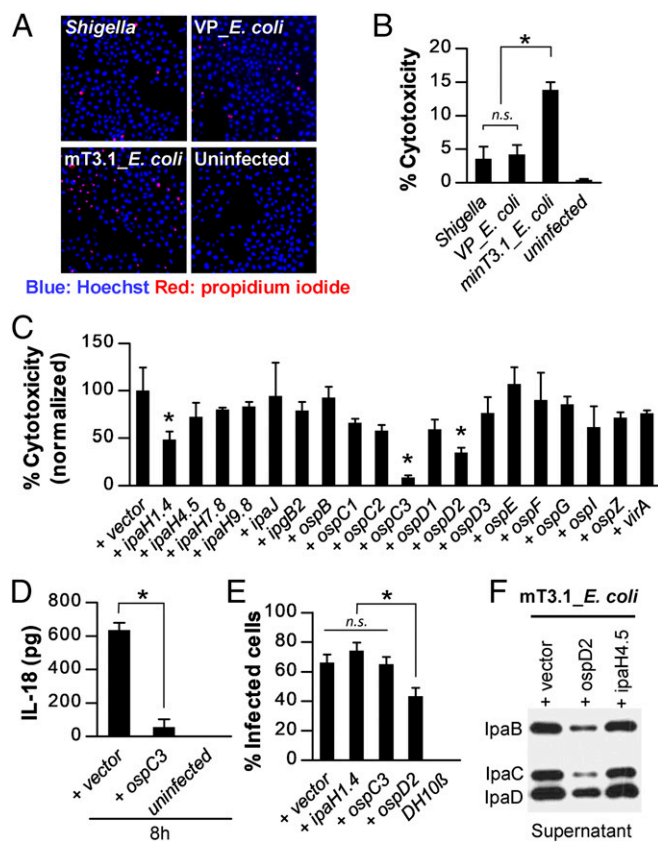 A
Shigella
VP_E. coli
mT3.1_E. coli
Uninfected
Blue: Hoechst Red: propidium iodide
B
% Cytotoxicity
20
15
10
5
0
n.s.
*
Shigella
VP_E. coli
minT3.1_E. coli
uninfected
C
% Cytotoxicity
(normalized)
150
100
50
0
*
*
*
+ vector
+ ipaH1.4
+ ipaH4.5
+ ipaH7.8
+ ipaH9.8
+ ipaJ
+ ipgB2
+ ospB
+ ospC1
+ ospC2
+ ospC3
+ ospD1
+ ospD2
+ ospD3
+ ospE
+ ospF
+ ospG
+ ospI
+ ospZ
+ virA
D
IL-18 (pg)
800
600
400
200
0
*
+ vector
+ ospC3
uninfected
8h
E
% Infected cells
100
80
60
40
20
0
*
n.s.
+ vector
+ ipaH1.4
+ ospC3
+ ospD2
DH10ß
F
mT3.1_E. coli
+ vector
+ ospD2
+ ipaH4.5
IpaB
IpaC
IpaD
Supernatant